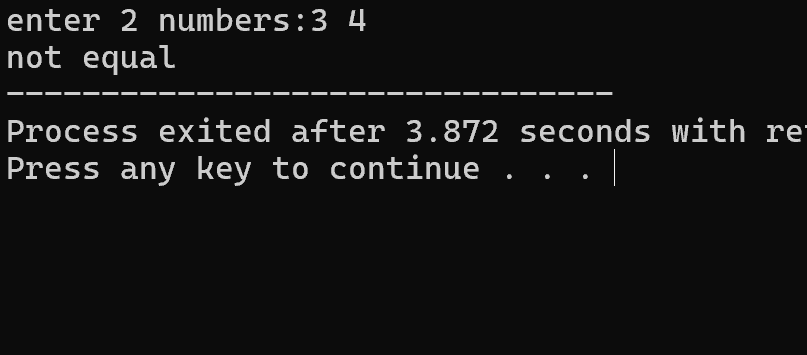 enter 2 numbers:3 4
not equal
--------------------------------
Process exited after 3.872 seconds with
Press any key to continue . . .